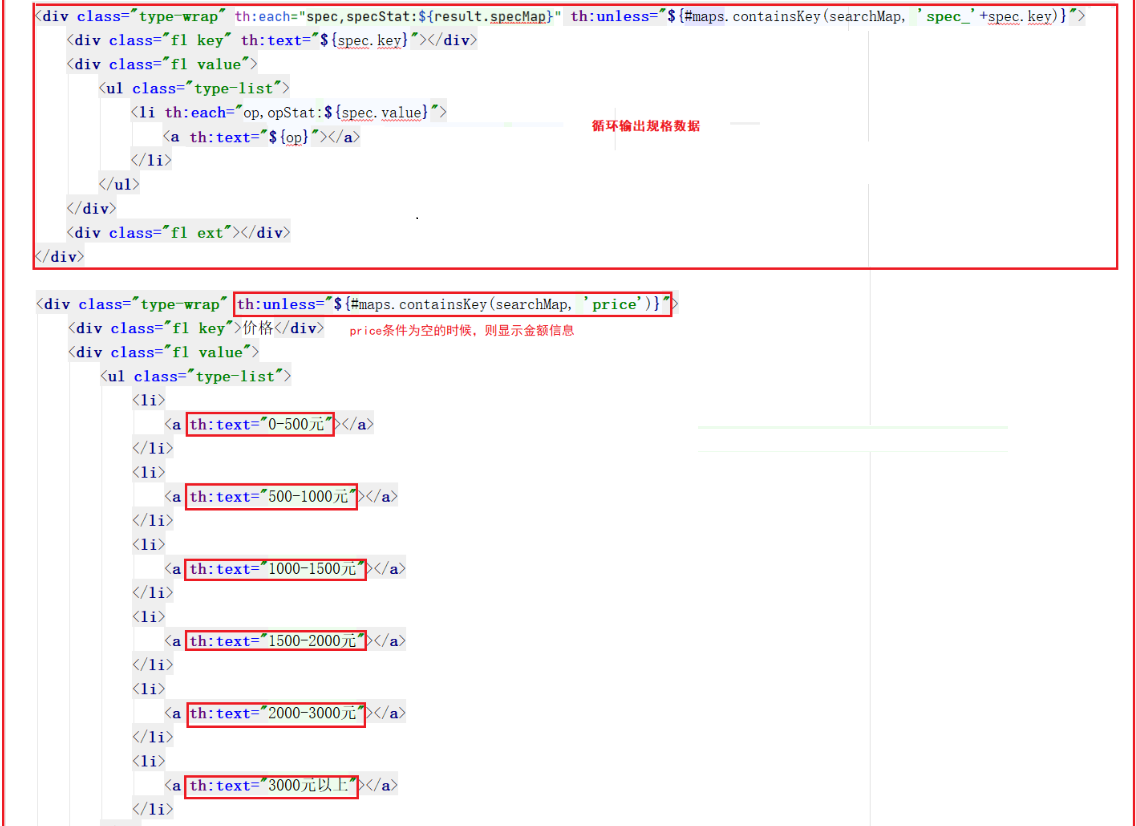 <div class="type-wrap" th:each="spec,specStat:${result.specMap}" th:unless="${#maps.containsKey(searchMap, 'spec_'+spec.key)}">
<div class="fl key" th:text="${spec.key}"></div>
<div class="fl value">
<ul class="type-list">
<li th:each="op,opStat:${spec.value}">
循环输出规格数据
<a th:text="${op}"></a>
</li>
</ul>
</div>
<div class="fl ext"></div>
</div>
<div class="type-wrap" th:unless="${#maps.containsKey(searchMap, 'price')}">
<div class="fl key">价格</div> price条件为空的时候，则显示金额信息
<div class="fl value">
<ul class="type-list">
<li>
<a th:text="0-500元"></a>
</li>
<li>
<a th:text="500-1000元"></a>
</li>
<li>
<a th:text="1000-1500元"></a>
</li>
<li>
<a th:text="1500-2000元"></a>
</li>
<li>
<a th:text="2000-3000元"></a>
</li>
<li>
<a th:text="3000元以上"></a>
</li>